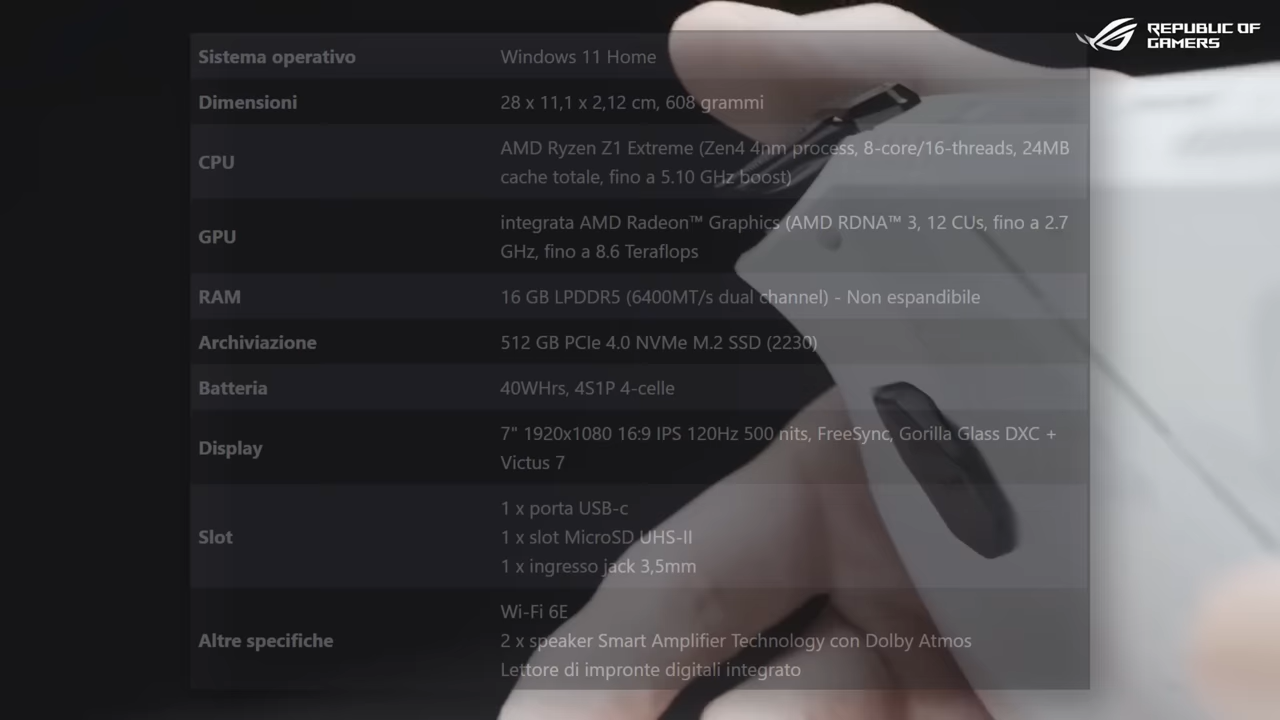 REPUBLIC OF
GAMERS
Sistema operativo
Windows 11 Home
Dimensioni
28 x 11,1 x 2,12 cm, 608 grammi
CPU
AMD Ryzen Z1 Extreme (Zen4 4nm process, 8-core/16-threads, 24MB
cache totale, fino a 5.10 GHz boost)
GPU
integrata AMD Radeon™ Graphics (AMD RDNA™ 3, 12 CUs, fino a 2.7
GHz, fino a 8.6 Teraflops
RAM
16 GB LPDDR5 (6400MT/s dual channel) - Non espandibile
Archiviazione
512 GB PCIe 4.0 NVMe M.2 SSD (2230)
Batteria
40WHrs, 4S1P 4-celle
Display
7" 1920x1080 16:9 IPS 120Hz 500 nits, FreeSync, Gorilla Glass DXC +
Victus 7
Slot
1 x porta USB-c
1 x slot MicroSD UHS-II
1 x ingresso jack 3,5mm
Altre specifiche
Wi-Fi 6E
2 x speaker Smart Amplifier Technology con Dolby Atmos
Lettore di impronte digitali integrato